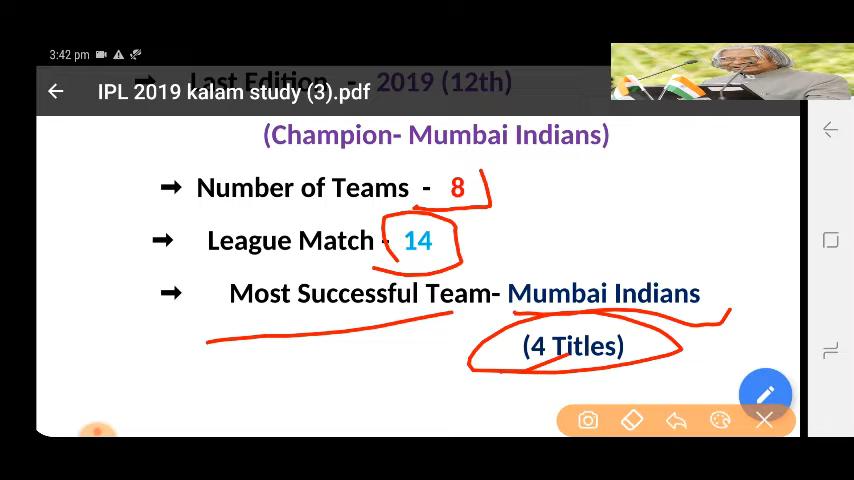 3:42 pm
➞ Last Edition - 2019 (12th)
IPL 2019 kalam study (3).pdf
(Champion- Mumbai Indians)
➞ Number of Teams - 8
➞ League Match - 14
➞ Most Successful Team- Mumbai Indians
(4 Titles)